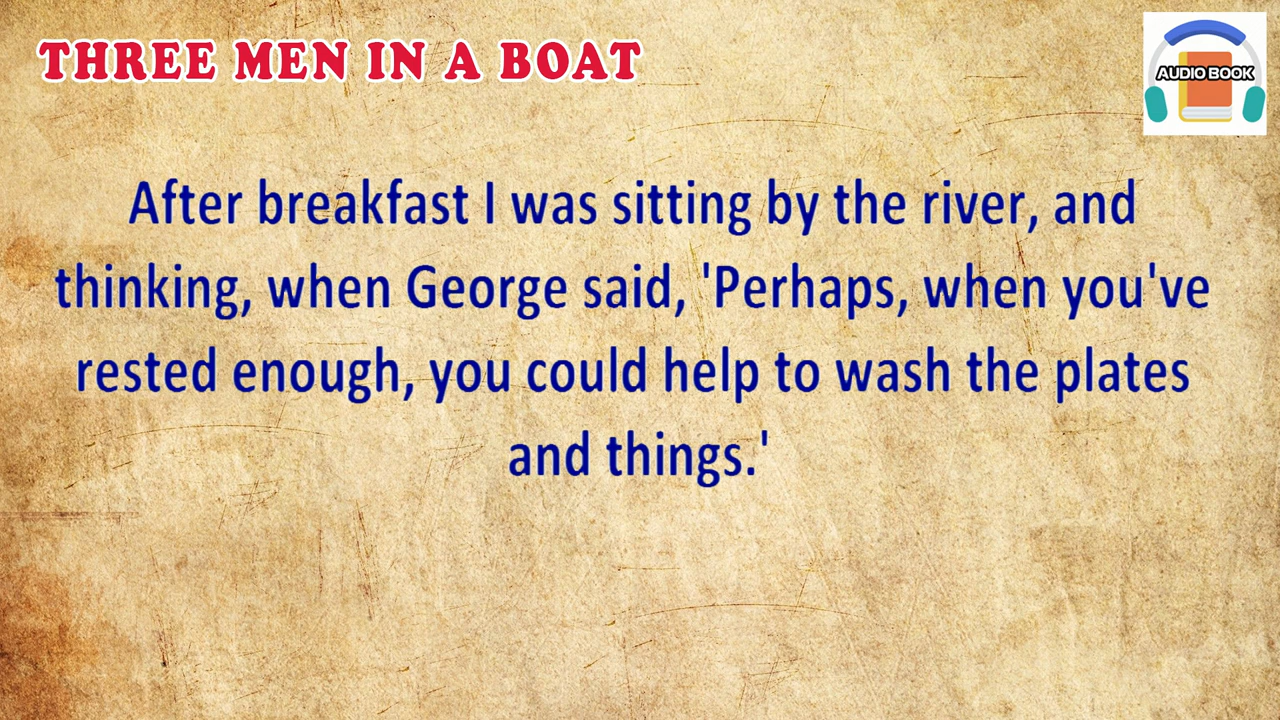 THREE MEN IN A BOAT
AUDIO BOOK
After breakfast I was sitting by the river, and
thinking, when George said, 'Perhaps, when you've
rested enough, you could help to wash the plates
and things.'